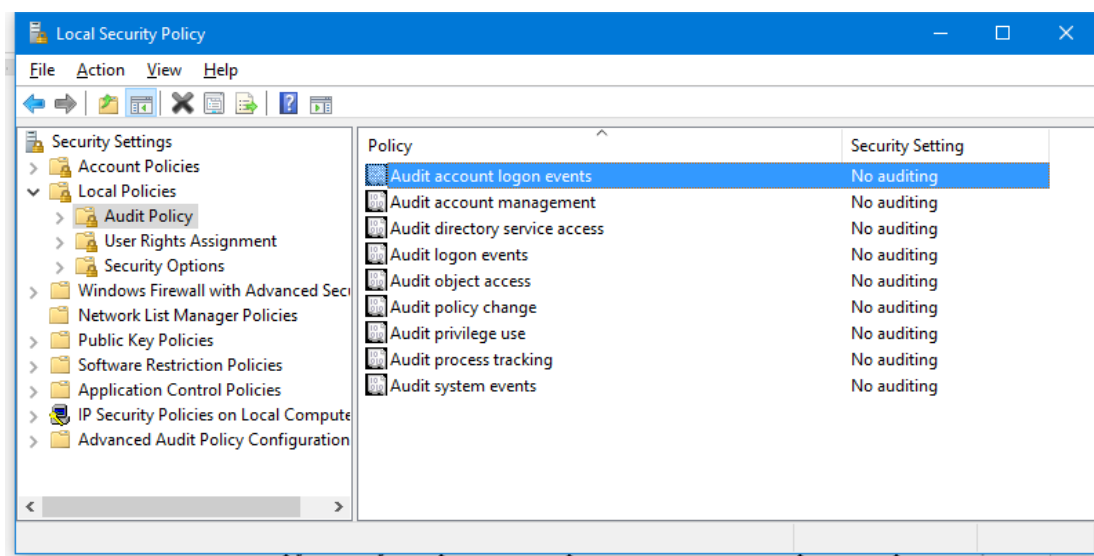 Local Security Policy
File Action View Help
Security Settings
Account Policies
Local Policies
Audit Policy
User Rights Assignment
Security Options
Windows Firewall with Advanced Secu
Network List Manager Policies
Public Key Policies
Software Restriction Policies
Application Control Policies
IP Security Policies on Local Compute
Advanced Audit Policy Configuration
Policy Security Setting
Audit account logon events No auditing
Audit account management No auditing
Audit directory service access No auditing
Audit logon events No auditing
Audit object access No auditing
Audit policy change No auditing
Audit privilege use No auditing
Audit process tracking No auditing
Audit system events No auditing